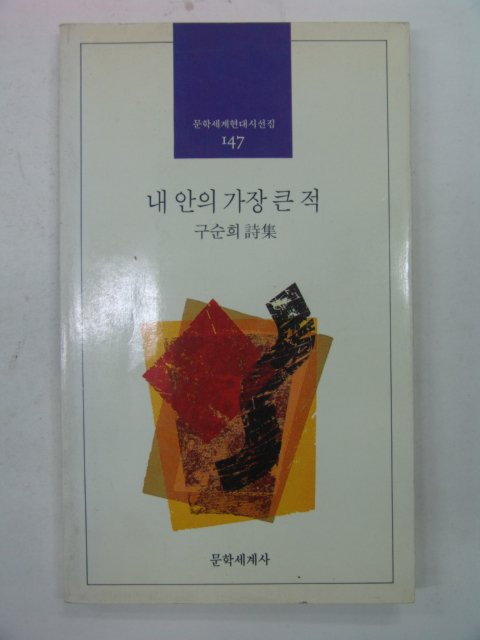 문학세계현대시선집
147
내 안의 가장 큰 적
구순희 詩集
문학세계사